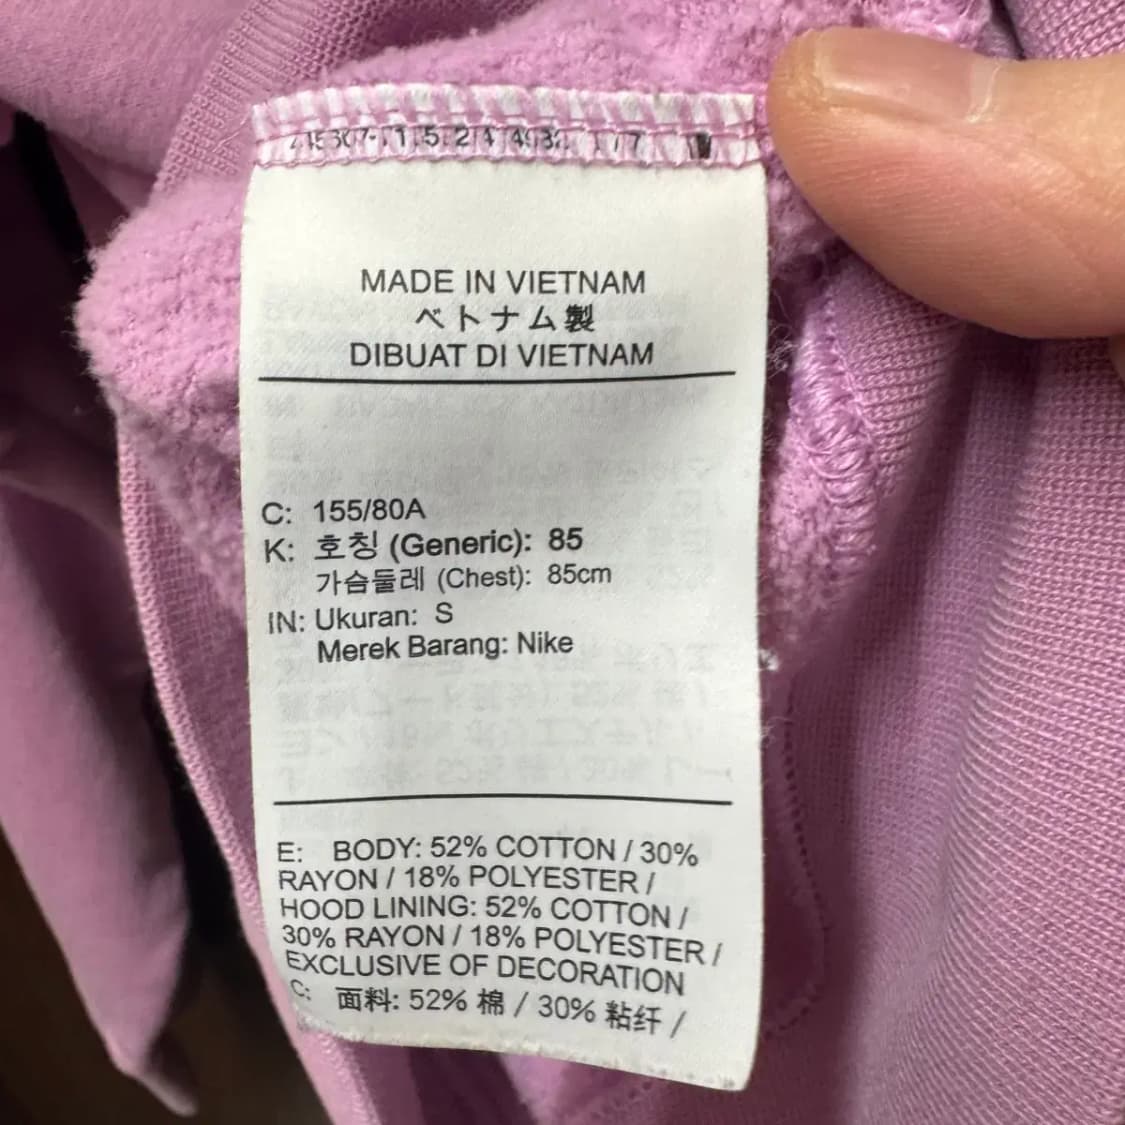 MADE IN VIETNAM
ベトナム製
DIBUAT DI VIETNAM
C: 155/80A
K: 호칭 (Generic): 85
가슴둘레 (Chest): 85cm
IN: Ukuran: S
Merek Barang: Nike
E: BODY: 52% COTTON / 30%
RAYON / 18% POLYESTER /
HOOD LINING: 52% COTTON /
30% RAYON / 18% POLYESTER /
EXCLUSIVE OF DECORATION
C: 面料: 52% 棉 / 30% 粘纤 /